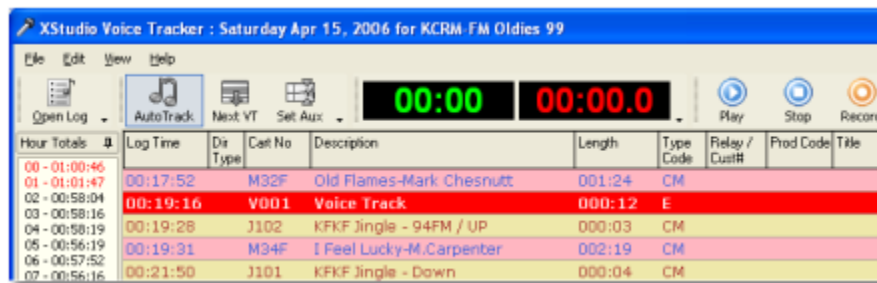 XStudio Voice Tracker : Saturday Apr 15, 2006 for KCRM-FM Oldies 99
File Edit View Help
Open Log AutoTrack Next VT Set Aux 00:00 00:00.0 Play Stop Record
Hour Totals Log Time Dir Type Cart No Description Length Type Code Relay / Cust# Prod Code Title
00 - 01:00:46
01 - 01:01:47 00:17:52 M32F Old Flames-Mark Chesnutt 001:24 CM
02 - 00:58:04 00:19:16 V001 Voice Track 000:12 E
03 - 00:58:16
04 - 00:58:19 00:19:28 J102 KFKF Jingle - 94FM / UP 000:03 CM
05 - 00:56:19 00:19:31 M34F I Feel Lucky-M.Carpenter 002:19 CM
06 - 00:57:52
07 - 00:56:16 00:21:50 J101 KFKF Jingle - Down 000:04 CM